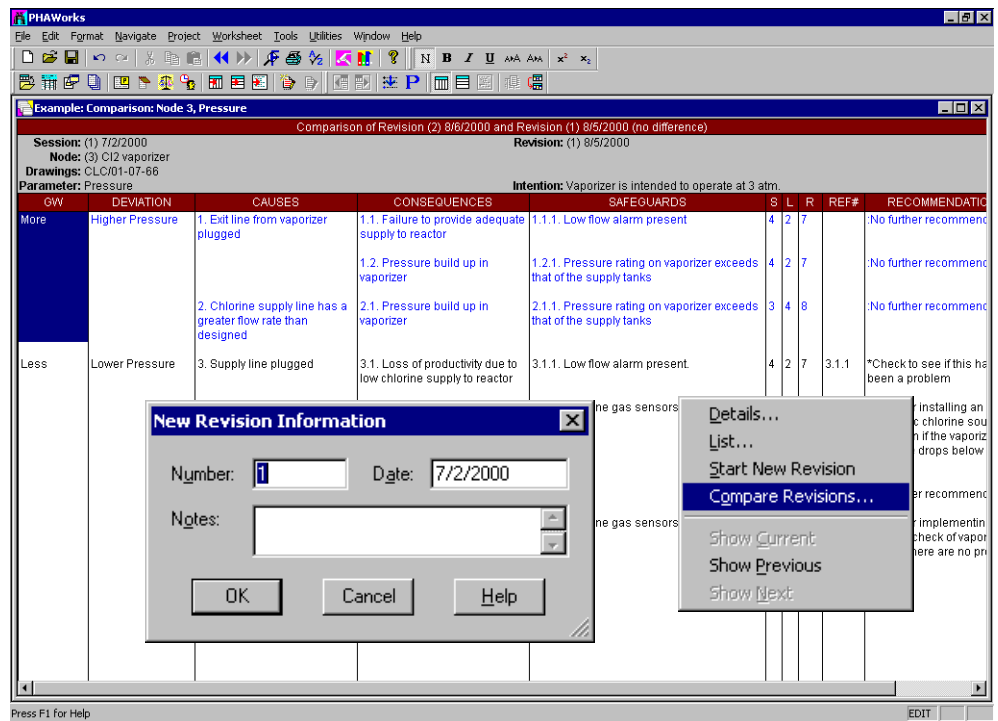 PHAWorks
File Edit Format Navigate Project Worksheet Tools Utilities Window Help
N B I U
P
Example: Comparison: Node 3, Pressure
Comparison of Revision (2) 8/6/2000 and Revision (1) 8/5/2000 (no difference)
Session: (1) 7/2/2000 Revision: (1) 8/5/2000
Node: (3) Cl2 vaporizer
Drawings: CLC/01-07-66
Parameter: Pressure Intention: Vaporizer is intended to operate at 3 atm.
GW DEVIATION CAUSES CONSEQUENCES SAFEGUARDS S L R REF# RECOMMENDATIO
More Higher Pressure 1. Exit line from vaporizer 1.1. Failure to provide adequate 1.1.1. Low flow alarm present 4 2 7 :No further recommend
plugged supply to reactor
1.2. Pressure build up in 1.2.1. Pressure rating on vaporizer exceeds 4 2 7 :No further recommend
vaporizer that of the supply tanks
2. Chlorine supply line has a 2.1. Pressure build up in 2.1.1. Pressure rating on vaporizer exceeds 3 4 8 :No further recommend
greater flow rate than vaporizer that of the supply tanks
designed
Less Lower Pressure 3. Supply line plugged 3.1. Loss of productivity due to 3.1.1. Low flow alarm present. 4 2 7 3.1.1 *Check to see if this ha
low chlorine supply to reactor been a problem
ne gas sensors r installing an
c chlorine sou
n if the vaporiz
drops below
er recommend
ne gas sensors r implementin
check of vapor
here are no pr
New Revision Information
Number: 1 Date: 7/2/2000
Notes:
OK Cancel Help
Details...
List...
Start New Revision
Compare Revisions...
Show Current
Show Previous
Show Next
Press F1 for Help EDIT